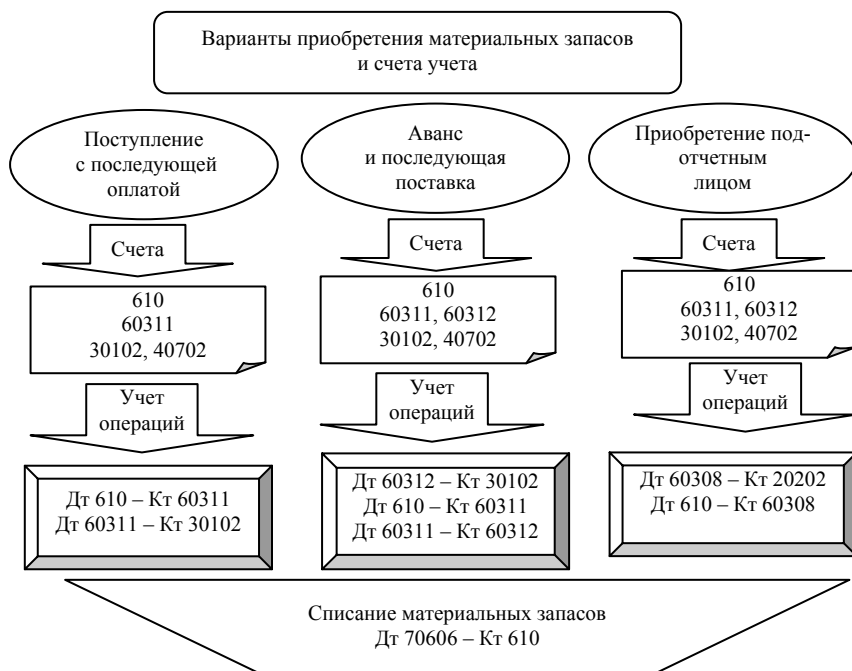 Варианты приобретения материальных запасов
и счета учета
Поступление
с последующей
оплатой
Счета
610
60311
30102, 40702
Учет
операций
Дт 610 – Кт 60311
Дт 60311 – Кт 30102
Аванс
и последующая
поставка
Счета
610
60311, 60312
30102, 40702
Учет
операций
Дт 60312 – Кт 30102
Дт 610 – Кт 60311
Дт 60311 – Кт 60312
Приобретение под-
отчетным
лицом
Счета
610
60311, 60312
30102, 40702
Учет
операций
Дт 60308 – Кт 20202
Дт 610 – Кт 60308
Списание материальных запасов
Дт 70606 – Кт 610